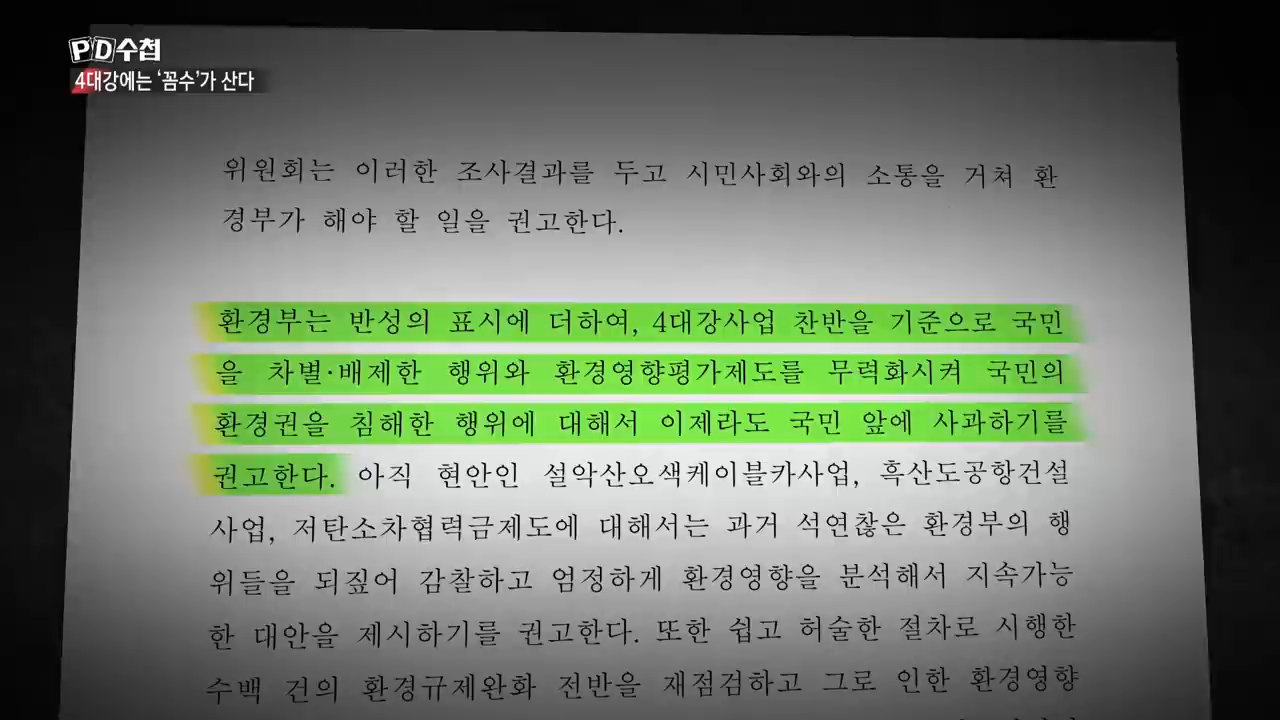 PD수첩
4대강에는 '꼼수'가 산다
위원회는 이러한 조사결과를 두고 시민사회와의 소통을 거쳐 환
경부가 해야 할 일을 권고한다.
환경부는 반성의 표시에 더하여, 4대강사업 찬반을 기준으로 국민
을 차별·배제한 행위와 환경영향평가제도를 무력화시켜 국민의
환경권을 침해한 행위에 대해서 이제라도 국민 앞에 사과하기를
권고한다. 아직 현안인 설악산오색케이블카사업, 흑산도공항건설
사업, 저탄소차협력금제도에 대해서는 과거 석연찮은 환경부의 행
위들을 되짚어 감찰하고 엄정하게 환경영향을 분석해서 지속가능
한 대안을 제시하기를 권고한다. 또한 쉽고 허술한 절차로 시행한
수백 건의 환경규제완화 전반을 재점검하고 그로 인한 환경영향